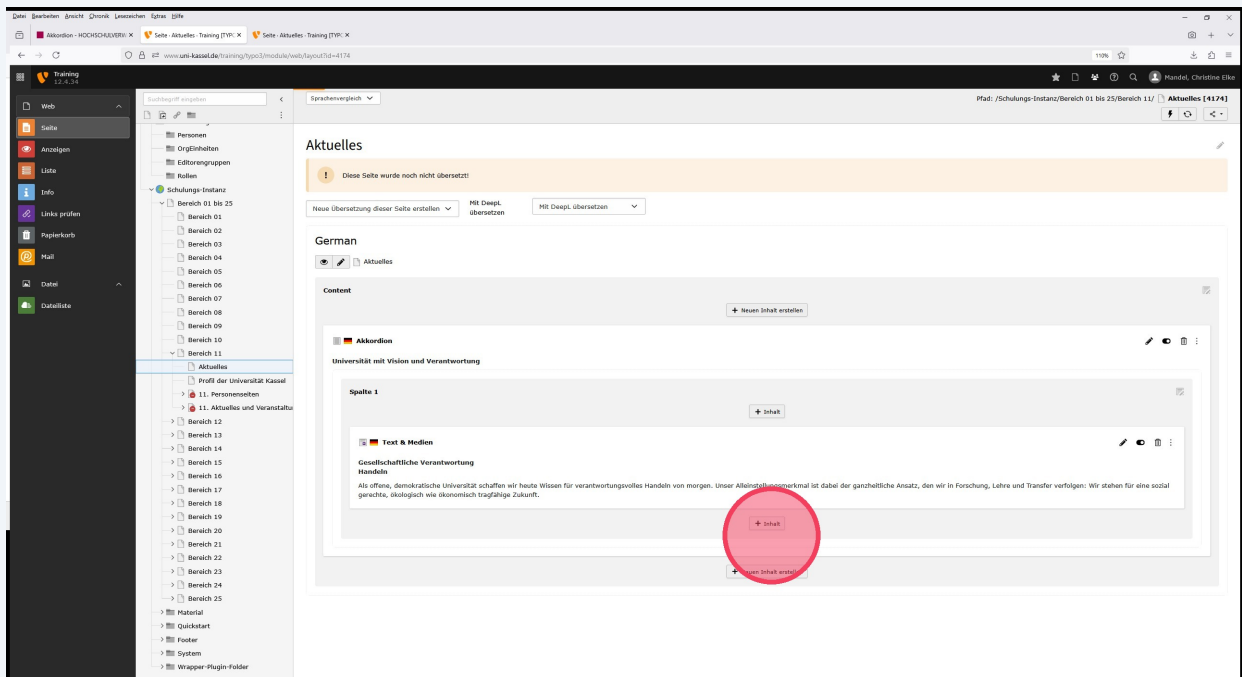 Datei Bearbeiten Ansicht Chronik Lesezeichen Extras Hilfe
Akkordion - HOCHSCHULVERW X
Seite · Aktuelles · Training [TYP X
Seite · Aktuelles · Training [TYP X
www.uni-kassel.de/training/typo3/module/web/layout?id=4174
110%
Training
12.4.34
Mandel, Christine Elke
Web
Seite
Anzeigen
Liste
Info
Links prüfen
Papierkorb
Mail
Datei
Dateiliste
Suchbegriff eingeben
Personen
OrgEinheiten
Editorengruppen
Rollen
Schulungs-Instanz
Bereich 01 bis 25
Bereich 01
Bereich 02
Bereich 03
Bereich 04
Bereich 05
Bereich 06
Bereich 07
Bereich 08
Bereich 09
Bereich 10
Bereich 11
Aktuelles
Profil der Universität Kassel
11. Personenseiten
11. Aktuelles und Veranstaltu
Bereich 12
Bereich 13
Bereich 14
Bereich 15
Bereich 16
Bereich 17
Bereich 18
Bereich 19
Bereich 20
Bereich 21
Bereich 22
Bereich 23
Bereich 24
Bereich 25
Material
Quickstart
Footer
System
Wrapper-Plugin-Folder
Sprachenvergleich
Pfad: /Schulungs-Instanz/Bereich 01 bis 25/Bereich 11/ Aktuelles [4174]
Aktuelles
! Diese Seite wurde noch nicht übersetzt!
Neue Übersetzung dieser Seite erstellen
Mit DeepL
übersetzen
Mit DeepL übersetzen
German
Aktuelles
Content
+ Neuen Inhalt erstellen
Akkordion
Universität mit Vision und Verantwortung
Spalte 1
+ Inhalt
Text & Medien
Gesellschaftliche Verantwortung
Handeln
Als offene, demokratische Universität schaffen wir heute Wissen für verantwortungsvolles Handeln von morgen. Unser Alleinstellungsmerkmal ist dabei der ganzheitliche Ansatz, den wir in Forschung, Lehre und Transfer verfolgen: Wir stehen für eine sozial
gerechte, ökologisch wie ökonomisch tragfähige Zukunft.
+ Inhalt
+ Neuen Inhalt erstellen